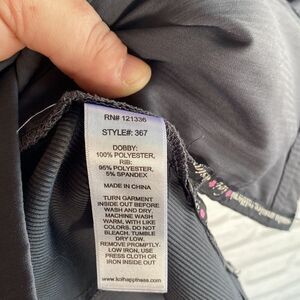 RN# 121336
STYLE#: 367
DOBBY:
100% POLYESTER,
RIB:
95% POLYESTER,
5% SPANDEX
MADE IN CHINA
TURN GARMENT
INSIDE OUT BEFORE
WASH AND DRY.
MACHINE WASH
WARM, WITH LIKE
COLORS. DO NOT
BLEACH. TUMBLE
DRY LOW.
REMOVE PROMPTLY.
LOW IRON, USE
PRESS CLOTH OR
IRON INSIDE OUT
www.koihappiness.com